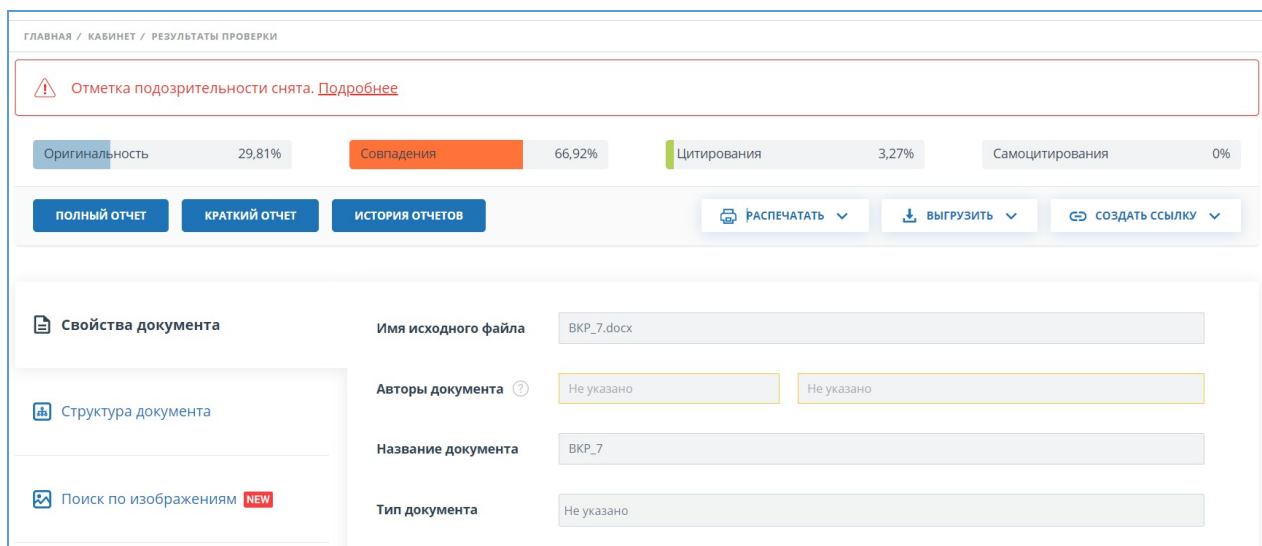 ГЛАВНАЯ / КАБИНЕТ / РЕЗУЛЬТАТЫ ПРОВЕРКИ
Отметка подозрительности снята. Подробнее
Оригинальность 29,81% Совпадения 66,92% Цитирования 3,27% Самоцитирования 0%
ПОЛНЫЙ ОТЧЕТ КРАТКИЙ ОТЧЕТ ИСТОРИЯ ОТЧЕТОВ РАСПЕЧАТАТЬ ВЫГРУЗИТЬ СОЗДАТЬ ССЫЛКУ
Свойства документа Имя исходного файла ВКР_7.docx
Авторы документа ? Не указано Не указано
Структура документа
Название документа ВКР_7
Поиск по изображениям NEW
Тип документа Не указано